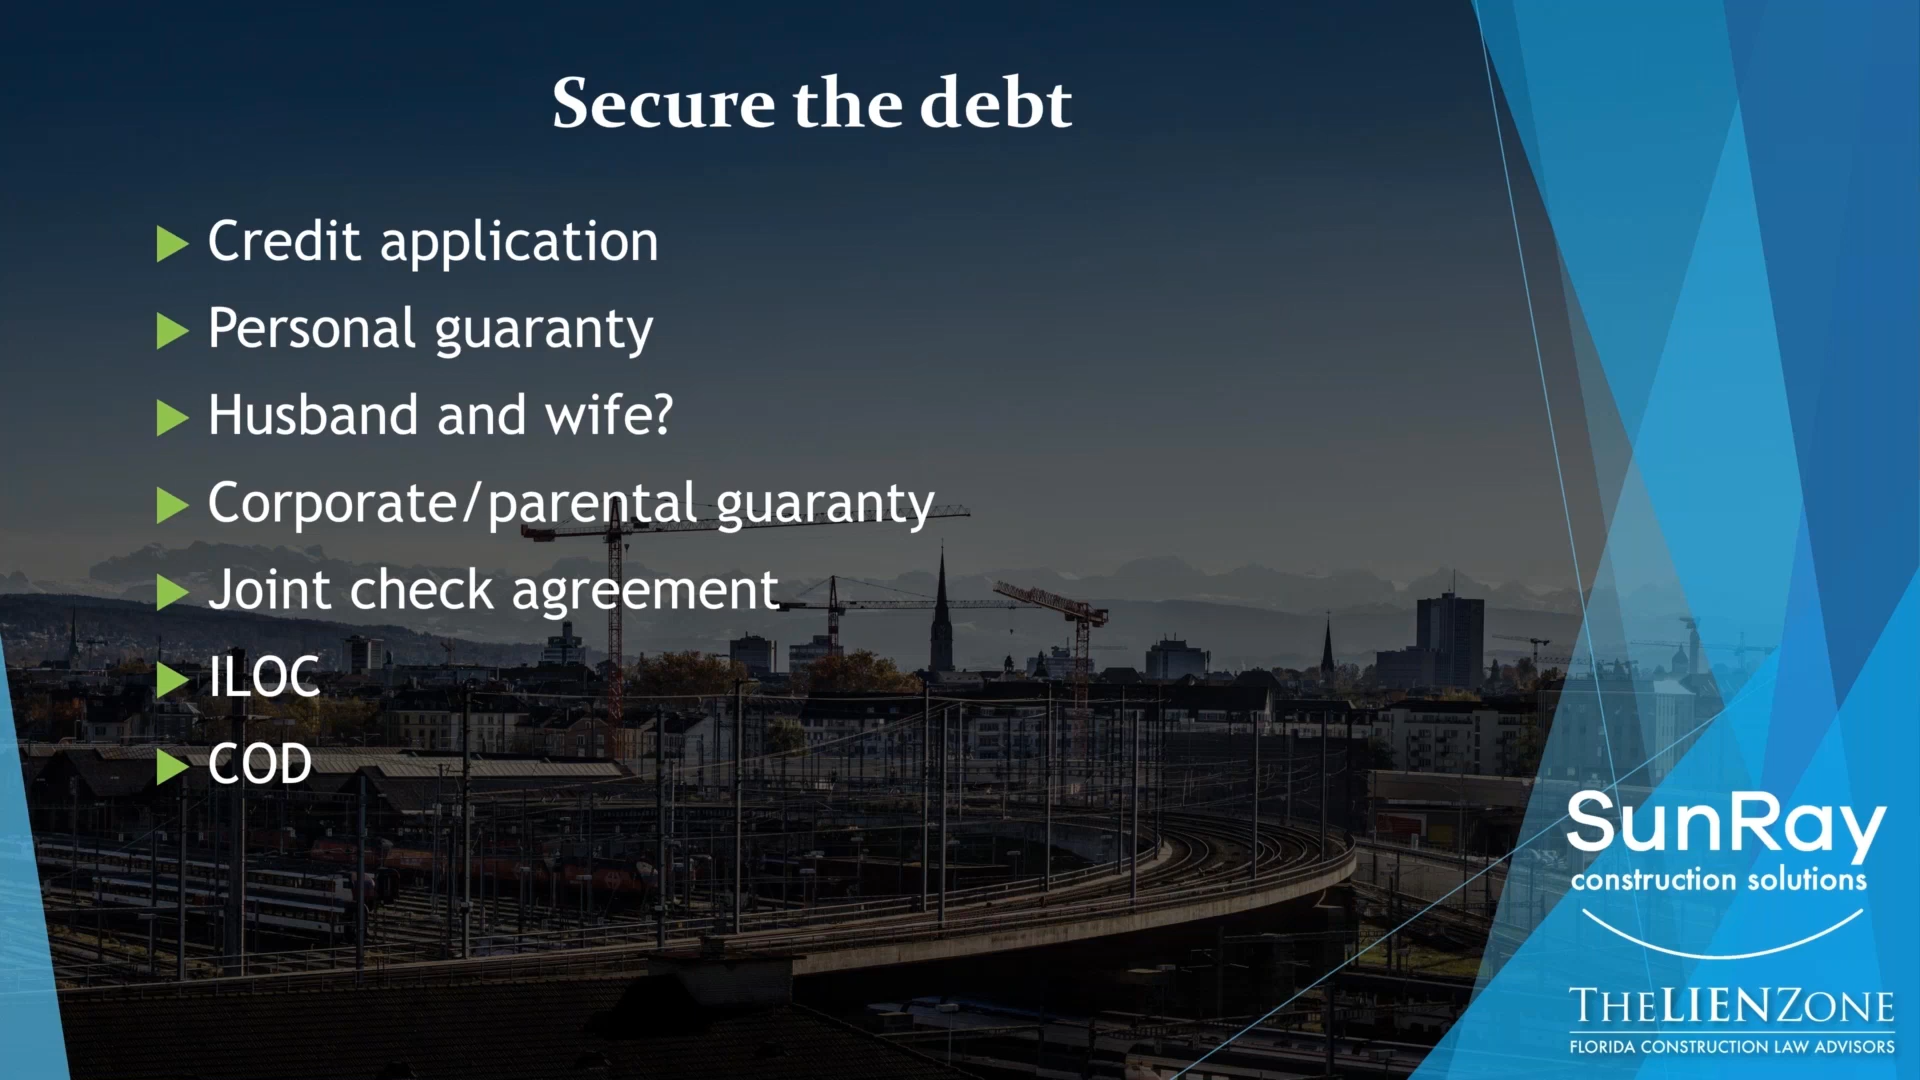 Secure the debt
Credit application
Personal guaranty
Husband and wife?
Corporate/parental guaranty
Joint check agreement
ILOC
COD
SunRay
construction solutions
THELIENZONE
FLORIDA CONSTRUCTION LAW ADVISORS